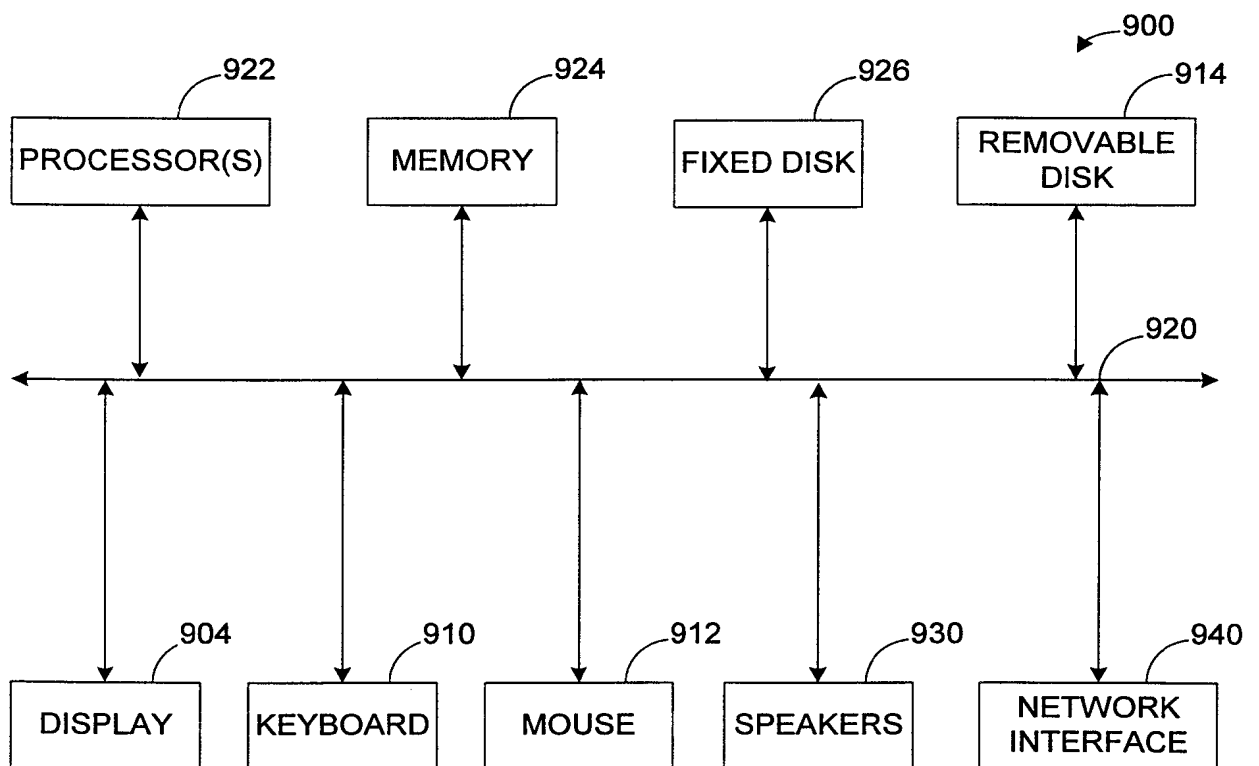 900
922
924
926
914
PROCESSOR(S)
MEMORY
FIXED DISK
REMOVABLE
DISK
920
904
910
912
930
940
DISPLAY
KEYBOARD
MOUSE
SPEAKERS
NETWORK
INTERFACE